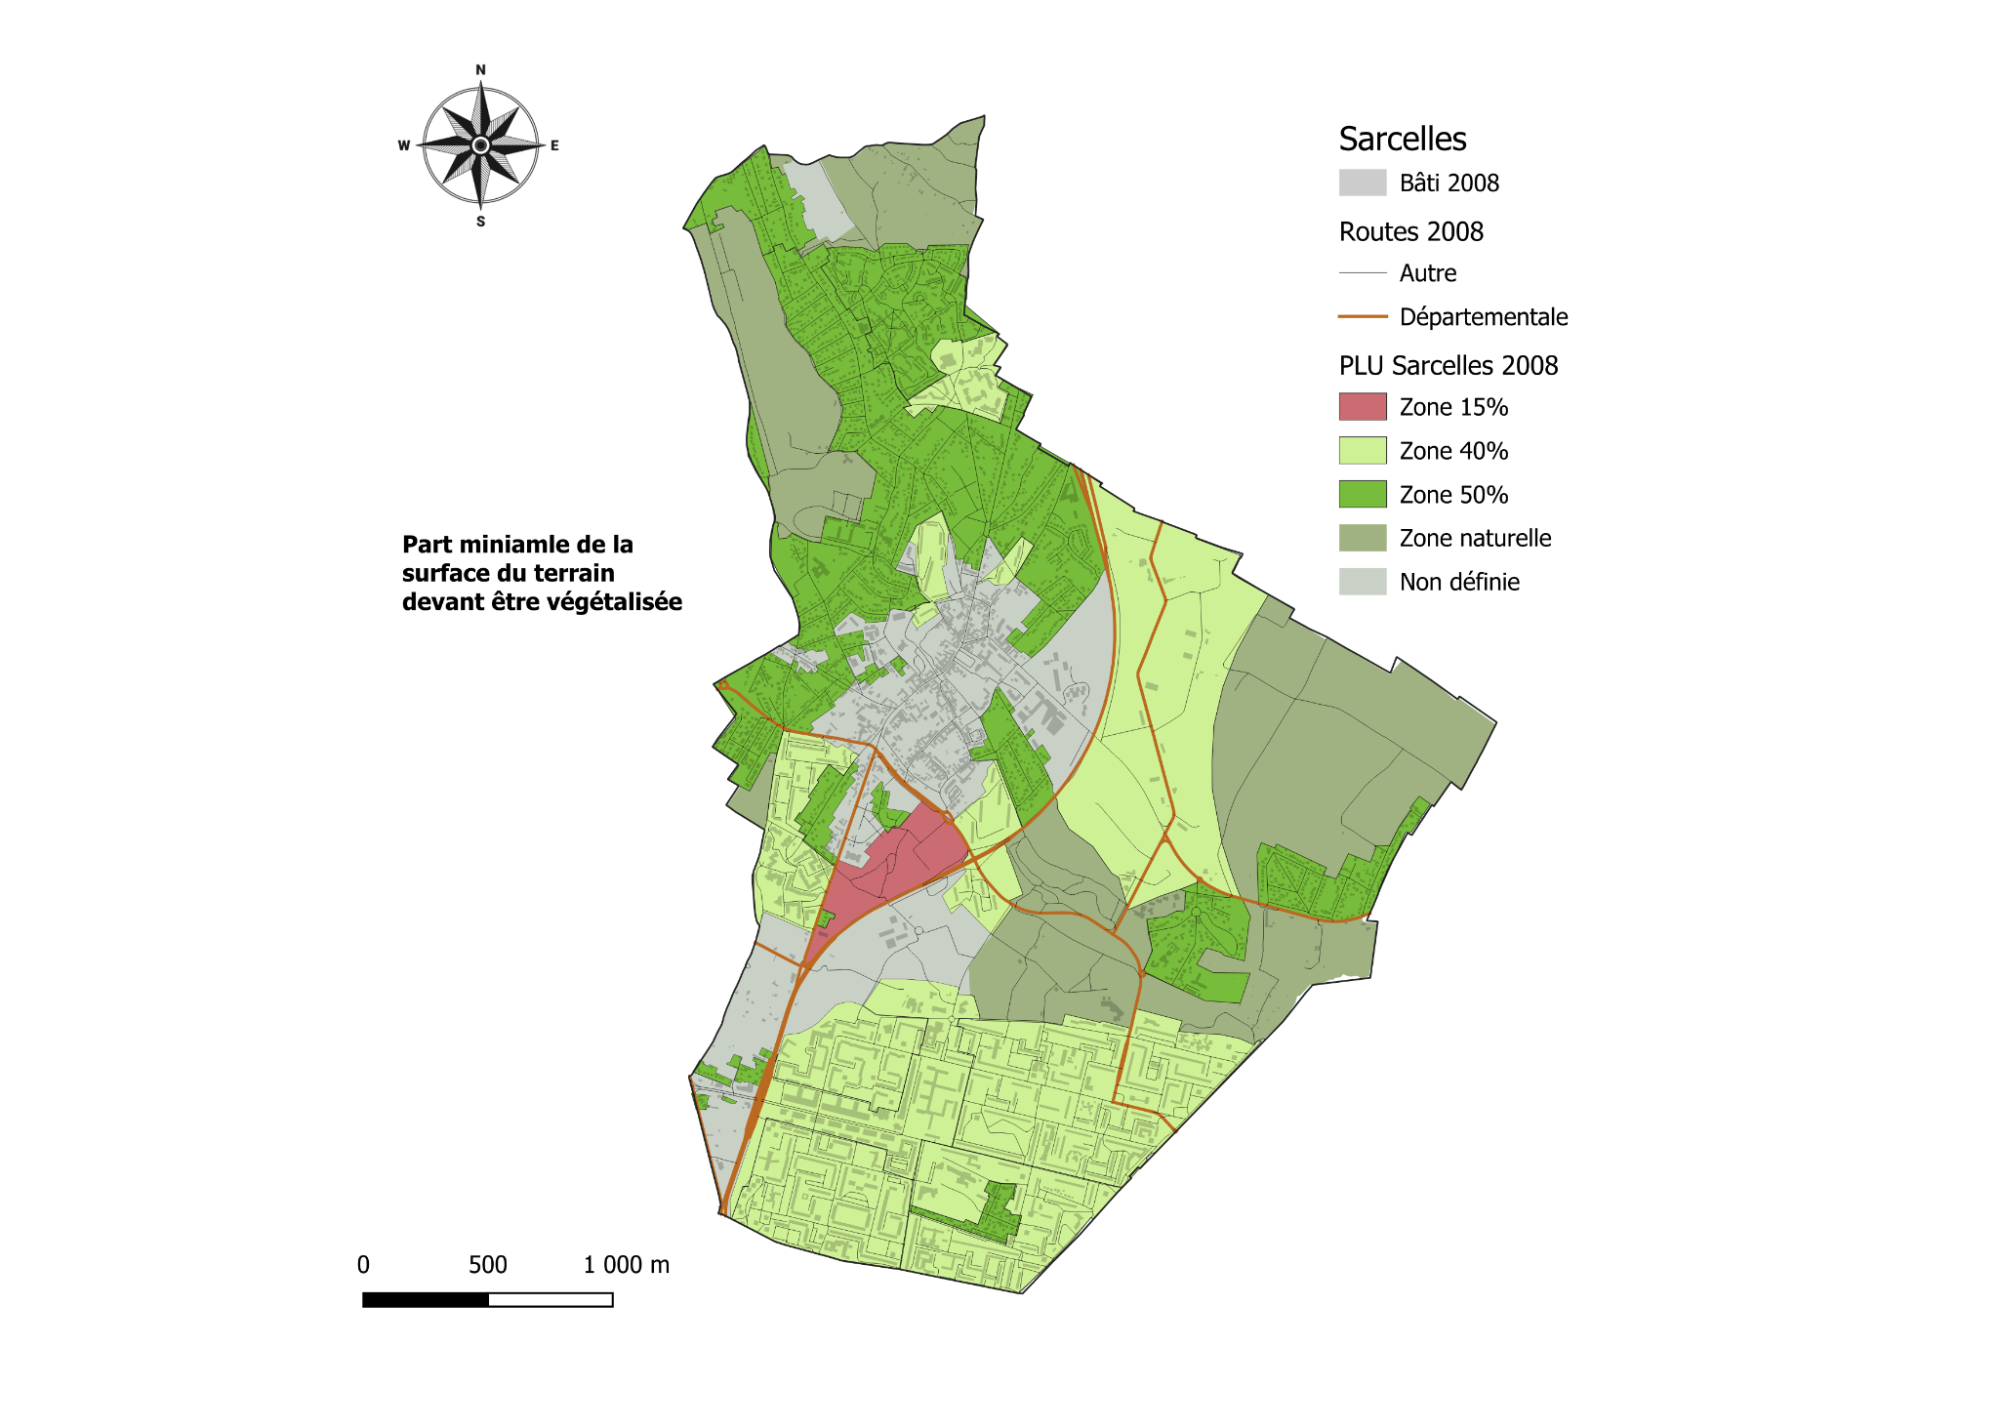 N
W
E
S
Sarcelles
Bâti 2008
Routes 2008
Autre
Départementale
PLU Sarcelles 2008
Zone 15%
Zone 40%
Zone 50%
Zone naturelle
Non définie
Part miniamle de la
surface du terrain
devant être végétalisée
0 500 1 000 m